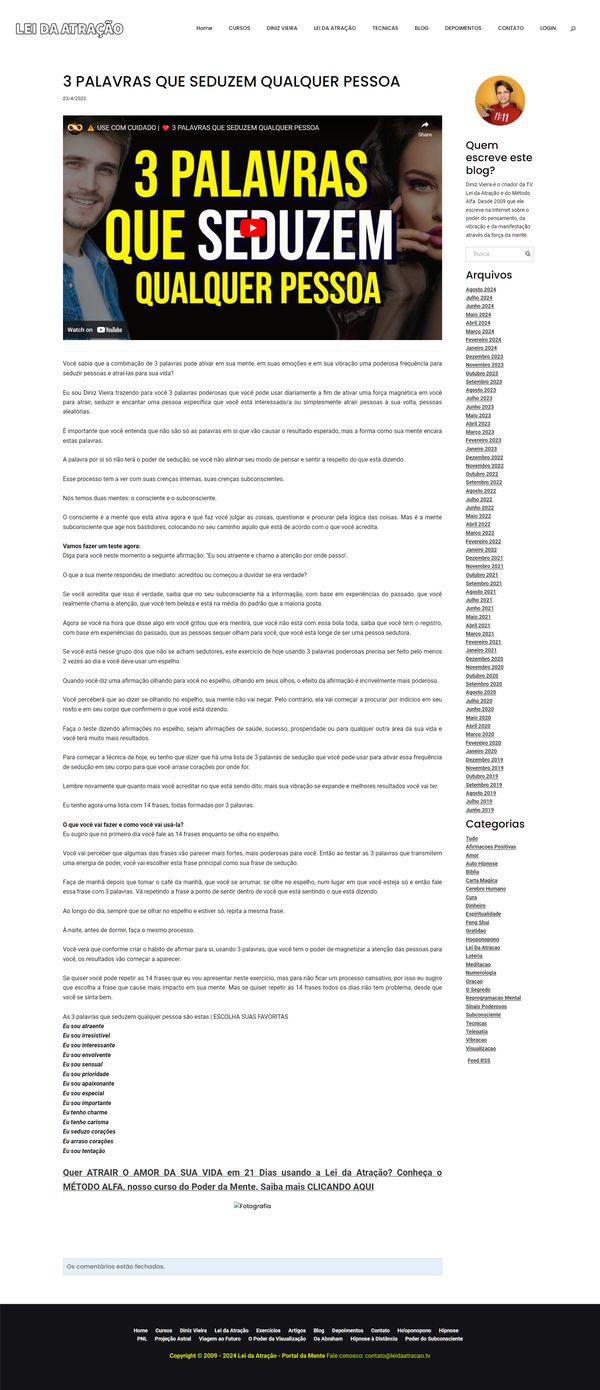 LEI DA ATRAÇÃO
Home CURSOS DINIZ VIEIRA LEI DA ATRAÇÃO TECNICAS BLOG DEPOIMENTOS CONTATO LOGIN
3 PALAVRAS QUE SEDUZEM QUALQUER PESSOA
23/4/2023
⚠️ USE COM CUIDADO | ❤️ 3 PALAVRAS QUE SEDUZEM QUALQUER PESSOA
Share
3 PALAVRAS
QUE SEDUZEM
QUALQUER PESSOA
Watch on YouTube
Você sabia que a combinação de 3 palavras pode ativar em sua mente, em suas emoções e em sua vibração uma poderosa frequência para
seduzir pessoas e atraí-las para sua vida?
Eu sou Diniz Vieira trazendo para você 3 palavras poderosas que você pode usar diariamente a fim de ativar uma força magnética em você
para atrair, seduzir e encantar uma pessoa específica que você está interessado/a ou simplesmente atrair pessoas à sua volta, pessoas
aleatórias.
É importante que você entenda que não são só as palavras em si que vão causar o resultado esperado, mas a forma como sua mente encara
estas palavras.
A palavra por si só não terá o poder de sedução, se você não alinhar seu modo de pensar e sentir a respeito do que está dizendo.
Esse processo tem a ver com suas crenças internas, suas crenças subconscientes.
Nós temos duas mentes: o consciente e o subconsciente.
O consciente é a mente que está ativa agora e que faz você julgar as coisas, questionar e procurar pela lógica das coisas. Mas é a mente
subconsciente que age nos bastidores, colocando no seu caminho aquilo que está de acordo com o que você acredita.
Vamos fazer um teste agora:
Diga para você neste momento a seguinte afirmação: "Eu sou atraente e chamo a atenção por onde passo".
O que a sua mente respondeu de imediato: acreditou ou começou a duvidar se era verdade?
Se você acredita que isso é verdade, saiba que no seu subconsciente há a informação, com base em experiências do passado, que você
realmente chama a atenção, que você tem beleza e está na média do padrão que a maioria gosta.
Agora se você na hora que disse algo em você gritou que era mentira, que você não está com essa bola toda, saiba que você tem o registro,
com base em experiências do passado, que as pessoas sequer olham para você, que você está longe de ser uma pessoa sedutora.
Se você está nesse grupo dos que não se acham sedutores, este exercício de hoje usando 3 palavras poderosas precisa ser feito pelo menos
2 vezes ao dia e você deve usar um espelho.
Quando você diz uma afirmação olhando para você no espelho, olhando em seus olhos, o efeito da afirmação é incrivelmente mais poderoso.
Você perceberá que ao dizer se olhando no espelho, sua mente não vai negar. Pelo contrário, ela vai começar a procurar por indícios em seu
rosto e em seu corpo que confirmem o que você está dizendo.
Faça o teste dizendo afirmações no espelho, sejam afirmações de saúde, sucesso, prosperidade ou para qualquer outra área da sua vida e
você terá muito mais resultados.
Para começar a técnica de hoje, eu tenho que dizer que há uma lista de 3 palavras de sedução que você pode usar para ativar essa frequência
de sedução em seu corpo para que você arrase corações por onde for.
Lembre novamente que quanto mais você acreditar no que está sendo dito, mais sua vibração se expande e melhores resultados você vai ter.
Eu tenho agora uma lista com 14 frases, todas formadas por 3 palavras.
O que você vai fazer e como você vai usá-la?
Eu sugiro que no primeiro dia você fale as 14 frases enquanto se olha no espelho.
Você vai perceber que algumas das frases vão parecer mais fortes, mais poderosas para você. Então ao testar as 3 palavras que transmitem
uma energia de poder, você vai escolher esta frase principal como sua frase de sedução.
Faça de manhã depois que tomar o café da manhã, que você se arrumar, se olhe no espelho, num lugar em que você esteja só e então fale
essa frase com 3 palavras. Vá repetindo a frase a ponto de sentir dentro de você que está sentindo o que está dizendo.
Ao longo do dia, sempre que se olhar no espelho e estiver só, repita a mesma frase.
À noite, antes de dormir, faça o mesmo processo.
Você verá que conforme criar o hábito de afirmar para si, usando 3 palavras, que você tem o poder de magnetizar a atenção das pessoas para
você, os resultados vão começar a aparecer.
Se quiser você pode repetir as 14 frases que eu vou apresentar neste exercício, mas para não ficar um processo cansativo, por isso eu sugiro
que escolha a frase que cause mais impacto em sua mente. Mas se quiser repetir as 14 frases todos os dias não tem problema, desde que
você se sinta bem.
As 3 palavras que seduzem qualquer pessoa são estas | ESCOLHA SUAS FAVORITAS
Eu sou atraente
Eu sou irresistível
Eu sou interessante
Eu sou envolvente
Eu sou sensual
Eu sou prioridade
Eu sou apaixonante
Eu sou especial
Eu sou importante
Eu tenho charme
Eu tenho carisma
Eu seduzo corações
Eu arraso corações
Eu sou tentação
Quer ATRAIR O AMOR DA SUA VIDA em 21 Dias usando a Lei da Atração? Conheça o
MÉTODO ALFA, nosso curso do Poder da Mente. Saiba mais CLICANDO AQUI
Fotografia
Os comentários estão fechados.
11:11
Quem
escreve este
blog?
Diniz Vieira é o criador da TV
Lei da Atração e do Método
Alfa. Desde 2009 que ele
escreve na Internet sobre o
poder do pensamento, da
vibração e da manifestação
através da força da mente.
Busca
Arquivos
Agosto 2024
Julho 2024
Junho 2024
Maio 2024
Abril 2024
Março 2024
Fevereiro 2024
Janeiro 2024
Dezembro 2023
Novembro 2023
Outubro 2023
Setembro 2023
Agosto 2023
Julho 2023
Junho 2023
Maio 2023
Abril 2023
Março 2023
Fevereiro 2023
Janeiro 2023
Dezembro 2022
Novembro 2022
Outubro 2022
Setembro 2022
Agosto 2022
Julho 2022
Junho 2022
Maio 2022
Abril 2022
Março 2022
Fevereiro 2022
Janeiro 2022
Dezembro 2021
Novembro 2021
Outubro 2021
Setembro 2021
Agosto 2021
Julho 2021
Junho 2021
Maio 2021
Abril 2021
Março 2021
Fevereiro 2021
Janeiro 2021
Dezembro 2020
Novembro 2020
Outubro 2020
Setembro 2020
Agosto 2020
Julho 2020
Junho 2020
Maio 2020
Abril 2020
Março 2020
Fevereiro 2020
Janeiro 2020
Dezembro 2019
Novembro 2019
Outubro 2019
Setembro 2019
Agosto 2019
Julho 2019
Junho 2019
Categorias
Tudo
Afirmacoes Positivas
Amor
Auto Hipnose
Biblia
Carta Magica
Cerebro Humano
Cura
Dinheiro
Espiritualidade
Feng Shui
Gratidao
Hooponopono
Lei Da Atracao
Loteria
Meditacao
Numerologia
Oracao
O Segredo
Reprogramacao Mental
Sinais Poderosos
Subconsciente
Tecnicas
Telepatia
Vibracao
Visualizacao
Feed RSS
Home Cursos Diniz Vieira Lei da Atração Exercícios Artigos Blog Depoimentos Contato Ho'oponopono Hipnose
PNL Projeção Astral Viagem ao Futuro O Poder da Visualização Os Abraham Hipnose à Distância Poder do Subconsciente
Copyright © 2009 - 2024 Lei da Atração - Portal da Mente Fale conosco: contato@leidaatracao.tv